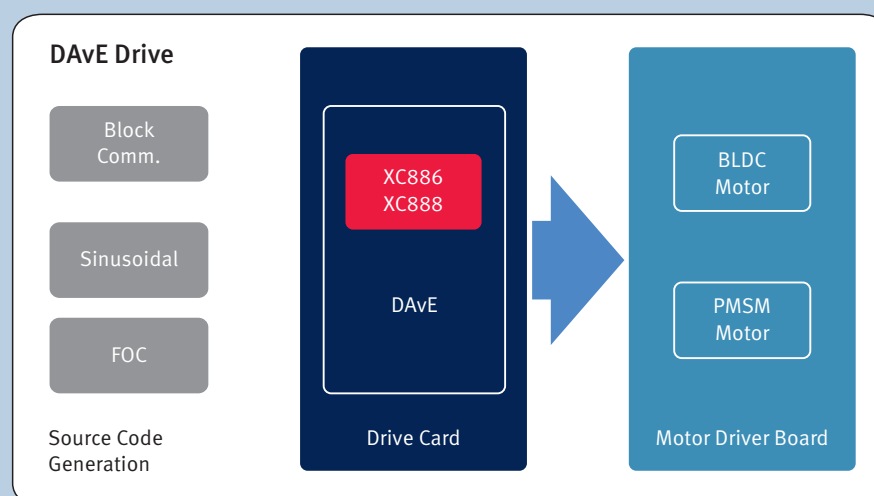 DAvE Drive
Block
Comm.
Sinusoidal
FOC
Source Code
Generation
XC886
XC888
DAvE
Drive Card
BLDC
Motor
PMSM
Motor
Motor Driver Board